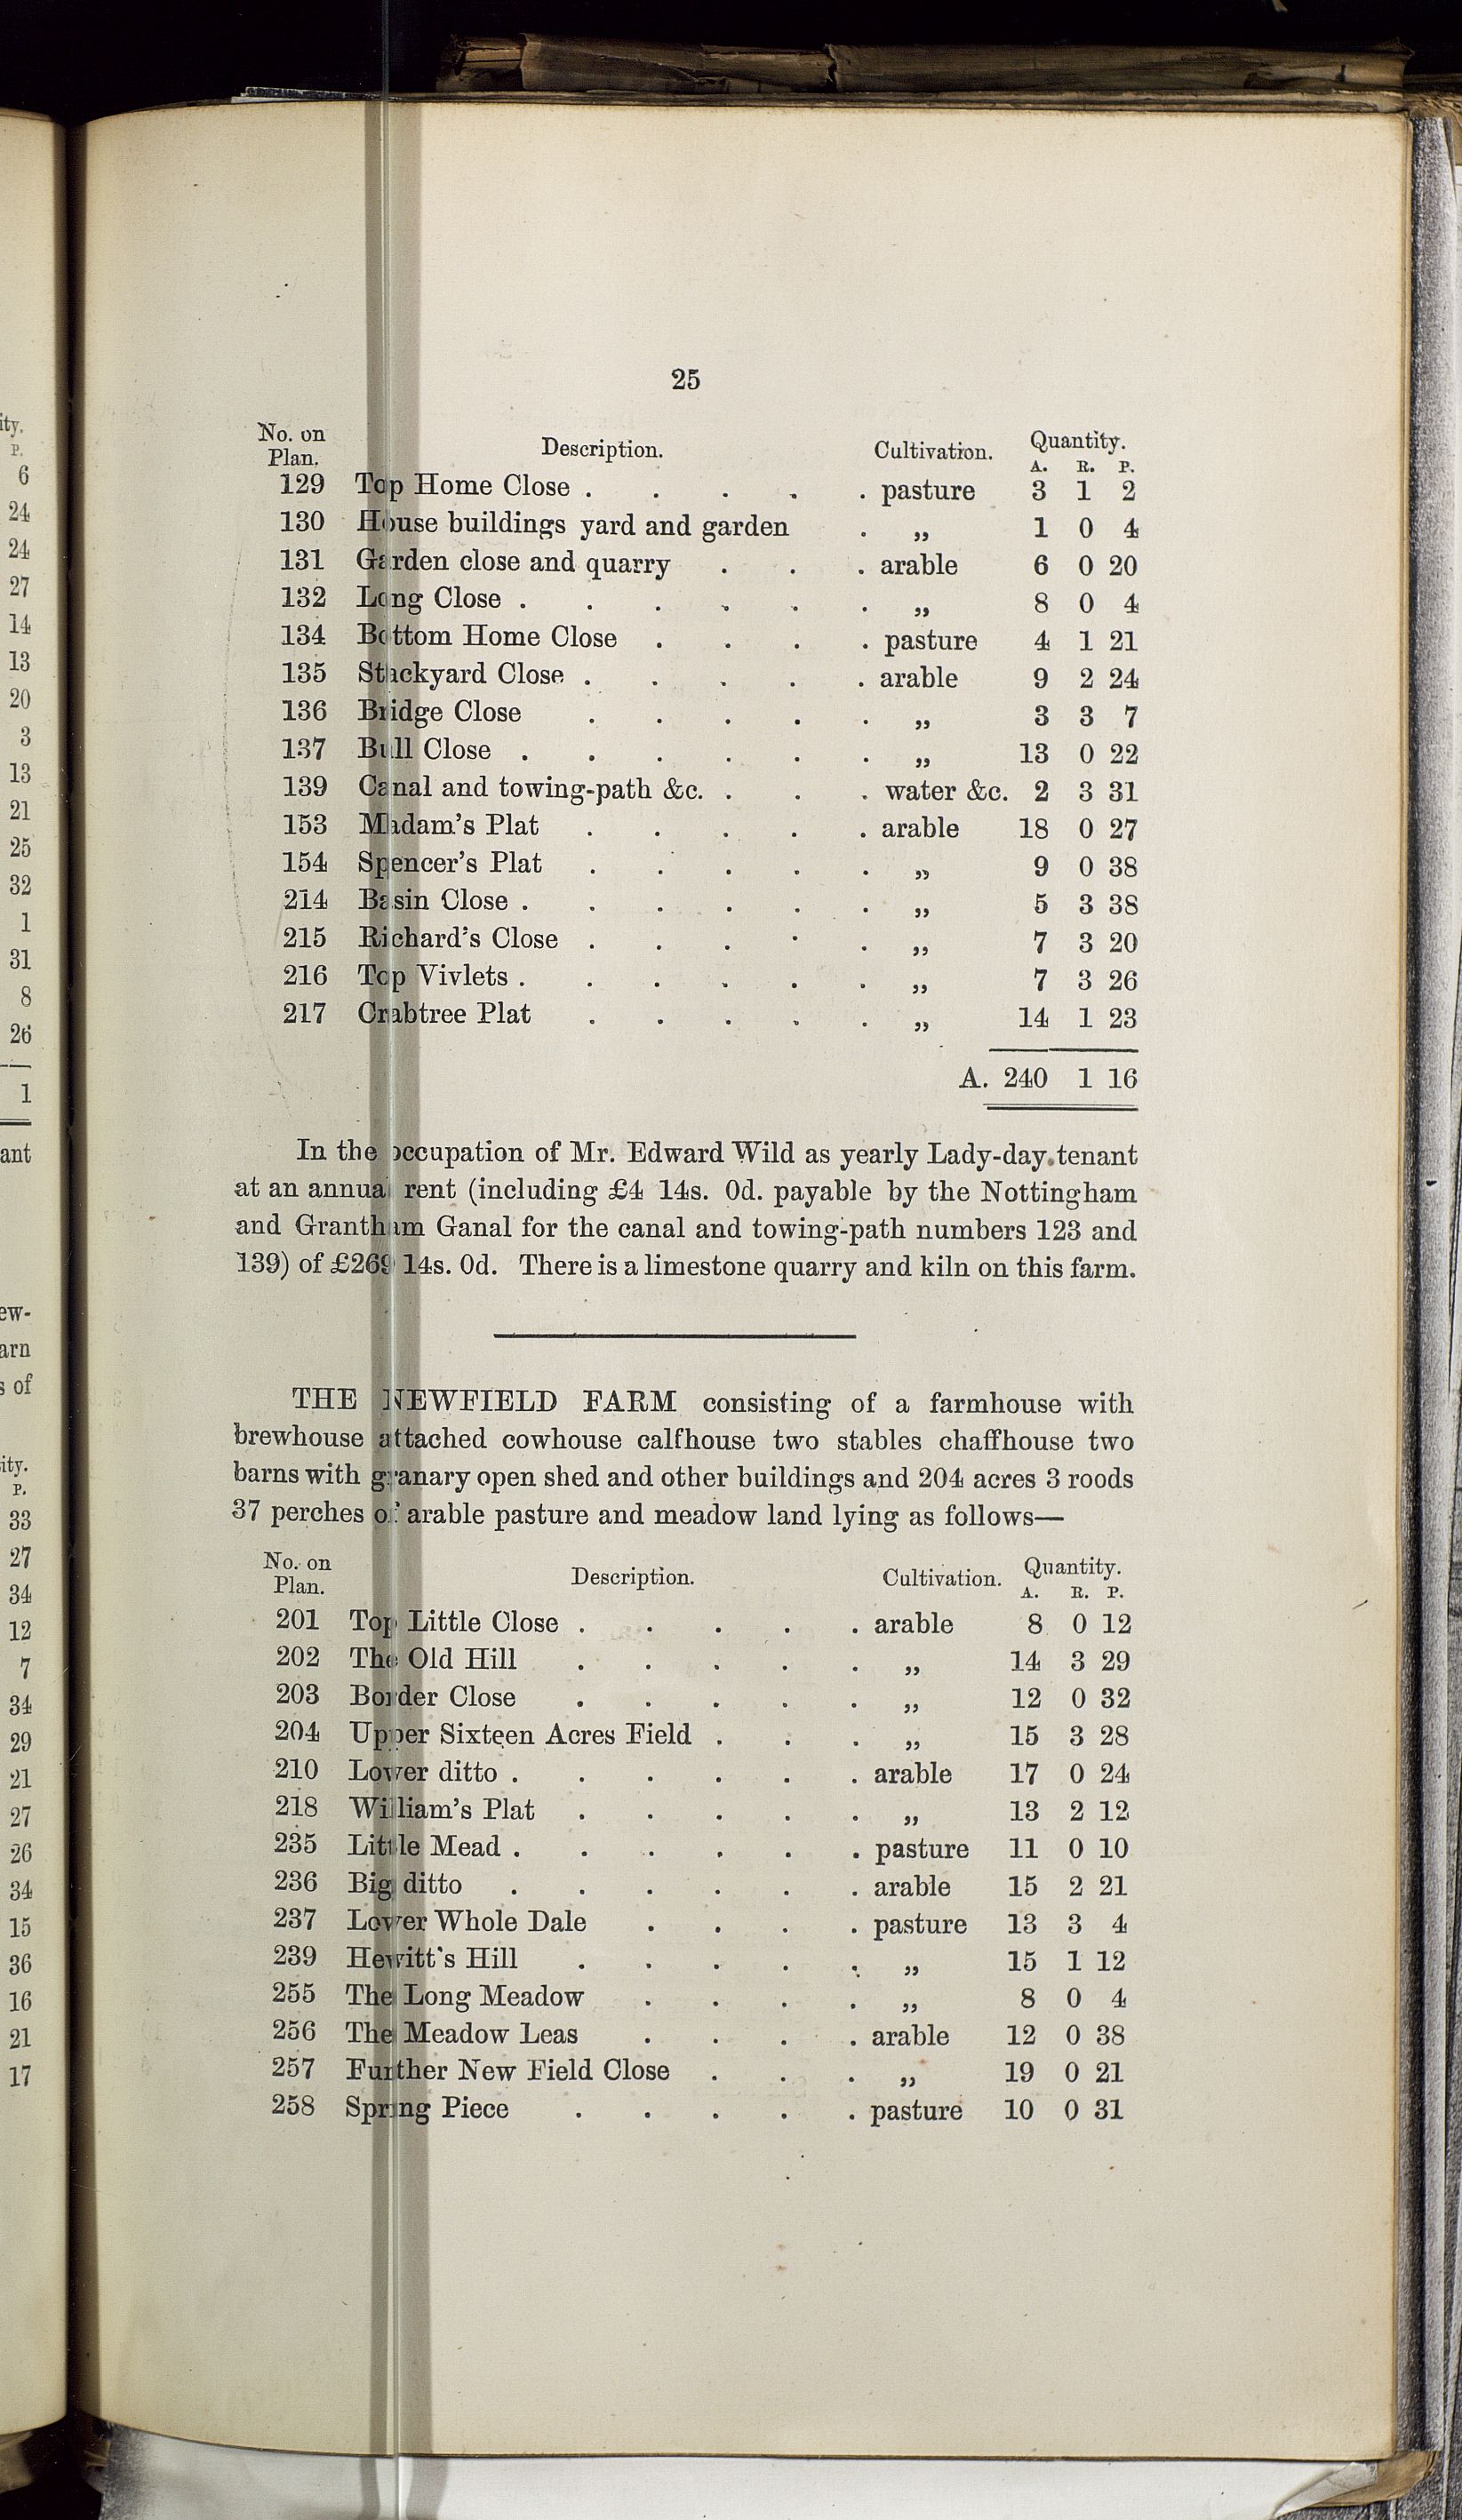 25
No. on Plan. Description. Cultivation. Quantity.
A. R. P.
129 Top Home Close . . . . . pasture 3 1 2
130 House buildings yard and garden . „ 1 0 4
131 Garden close and quarry . . . arable 6 0 20
132 Long Close . . . . . . „ 8 0 4
134 Bottom Home Close . . . . pasture 4 1 21
135 Stackyard Close . . . . . arable 9 2 24
136 Bridge Close . . . . . „ 3 3 7
137 Bull Close . . . . . . „ 13 0 22
139 Canal and towing-path &c. . . . water &c. 2 3 31
153 Madam's Plat . . . . . arable 18 0 27
154 Spencer's Plat . . . . . „ 9 0 38
214 Basin Close . . . . . . „ 5 3 38
215 Richard's Close . . . . . „ 7 3 20
216 Top Vivlets . . . . . . „ 7 3 26
217 Crabtree Plat . . . . . „ 14 1 23
A. 240 1 16
In the occupation of Mr. Edward Wild as yearly Lady-day tenant
at an annual rent (including £4 14s. 0d. payable by the Nottingham
and Grantham Ganal for the canal and towing-path numbers 123 and
139) of £269 14s. 0d. There is a limestone quarry and kiln on this farm.
THE NEWFIELD FARM consisting of a farmhouse with
brewhouse attached cowhouse calfhouse two stables chaffhouse two
barns with granary open shed and other buildings and 204 acres 3 roods
37 perches of arable pasture and meadow land lying as follows—
No. on Plan. Description. Cultivation. Quantity.
A. R. P.
201 Top Little Close . . . . . arable 8 0 12
202 The Old Hill . . . . . „ 14 3 29
203 Border Close . . . . . „ 12 0 32
204 Upper Sixteen Acres Field . . . „ 15 3 28
210 Lower ditto . . . . . . arable 17 0 24
218 William's Plat . . . . . „ 13 2 12
235 Little Mead . . . . . . pasture 11 0 10
236 Big ditto . . . . . . arable 15 2 21
237 Lower Whole Dale . . . . pasture 13 3 4
239 Hewitt's Hill . . . . . „ 15 1 12
255 The Long Meadow . . . . „ 8 0 4
256 The Meadow Leas . . . . arable 12 0 38
257 Further New Field Close . . . „ 19 0 21
258 Spring Piece . . . . . pasture 10 0 31